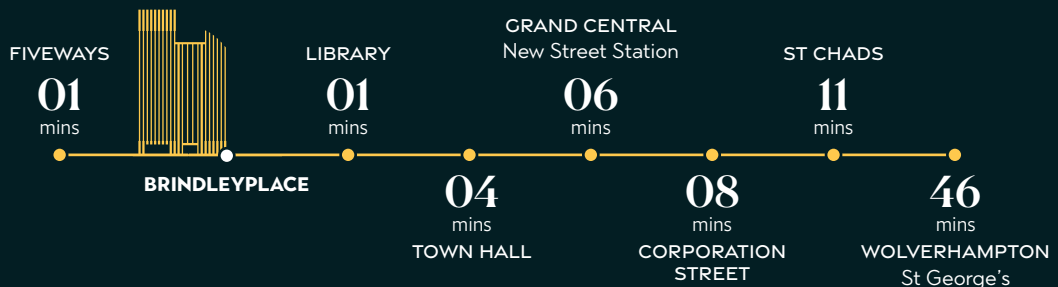 FIVEWAYS
01
mins
BRINDLEYPLACE
LIBRARY
01
mins
04
mins
TOWN HALL
GRAND CENTRAL
New Street Station
06
mins
08
mins
CORPORATION
STREET
ST CHADS
11
mins
46
mins
WOLVERHAMPTON
St George's